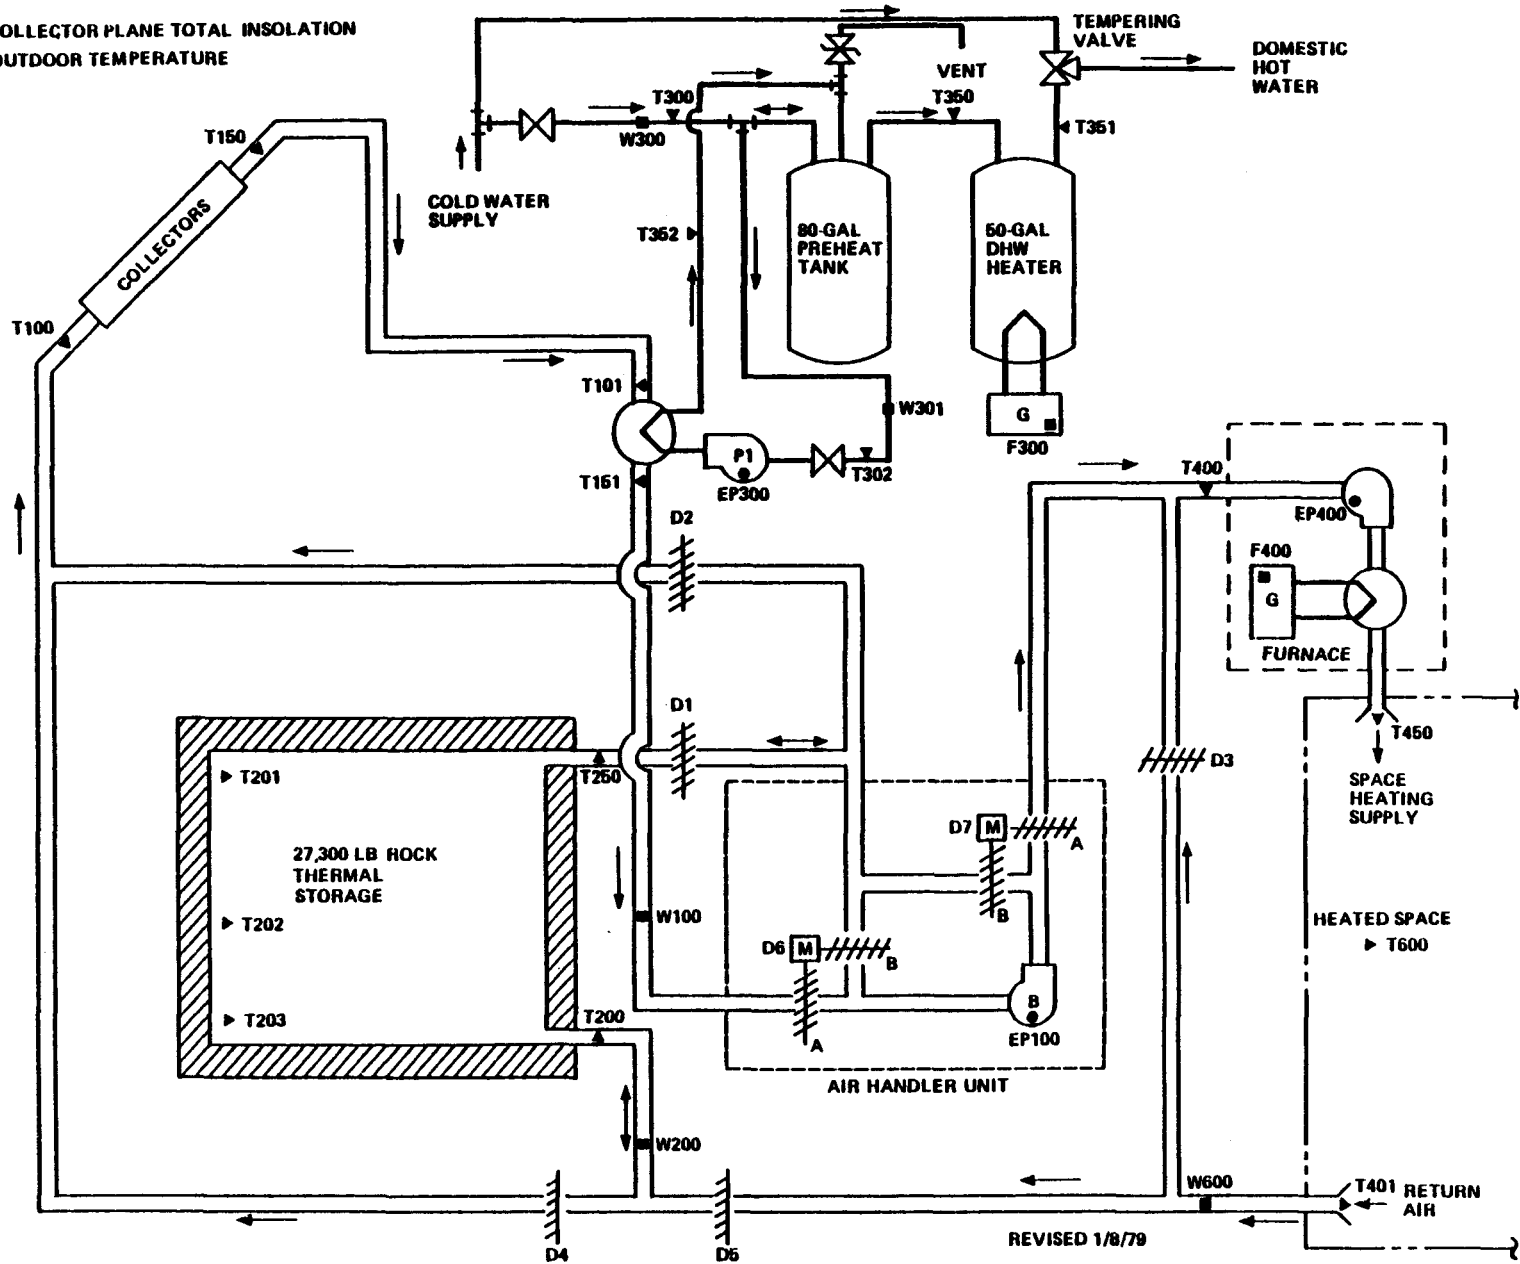 OLLECTOR PLANE TOTAL INSOLATION
OUTDOOR TEMPERATURE
TEMPERING
VALVE
DOMESTIC
HOT
WATER
VENT
T300
T350
T150
W300
T351
COLD WATER
SUPPLY
COLLECTORS
T352
80-GAL
PREHEAT
TANK
50-GAL
DHW
HEATER
T100
T101
W301
G
F300
P1
T302
T151
EP300
T400
D2
EP400
F400
G
FURNACE
D1
T450
T201
T250
D3
SPACE
HEATING
SUPPLY
D7
M
A
27,300 LB ROCK
THERMAL
STORAGE
W100
B
HEATED SPACE
T600
T202
D6
M
B
T203
T200
B
A
EP100
AIR HANDLER UNIT
W200
W600
T401
RETURN
AIR
REVISED 1/8/79
D4
D5